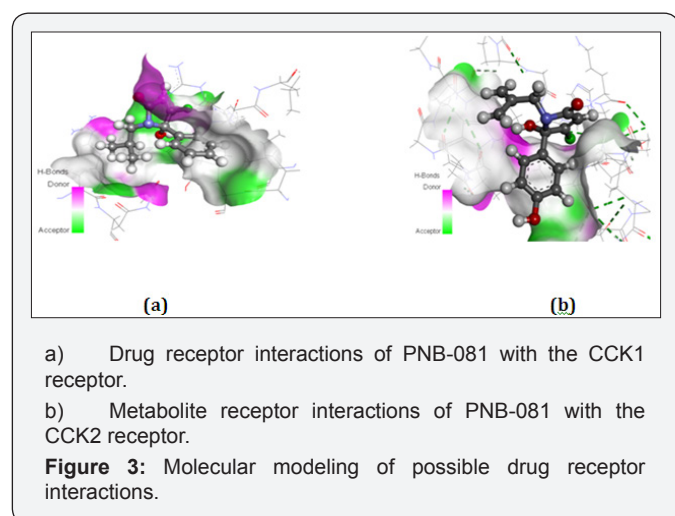 H-Bonds
Donor
Acceptor
H-Bonds
Donor
Acceptor
(a)
(b)
a) Drug receptor interactions of PNB-081 with the CCK1
receptor.
b) Metabolite receptor interactions of PNB-081 with the
CCK2 receptor.
Figure 3: Molecular modeling of possible drug receptor
interactions.